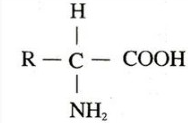 H
R — C — COOH
NH₂